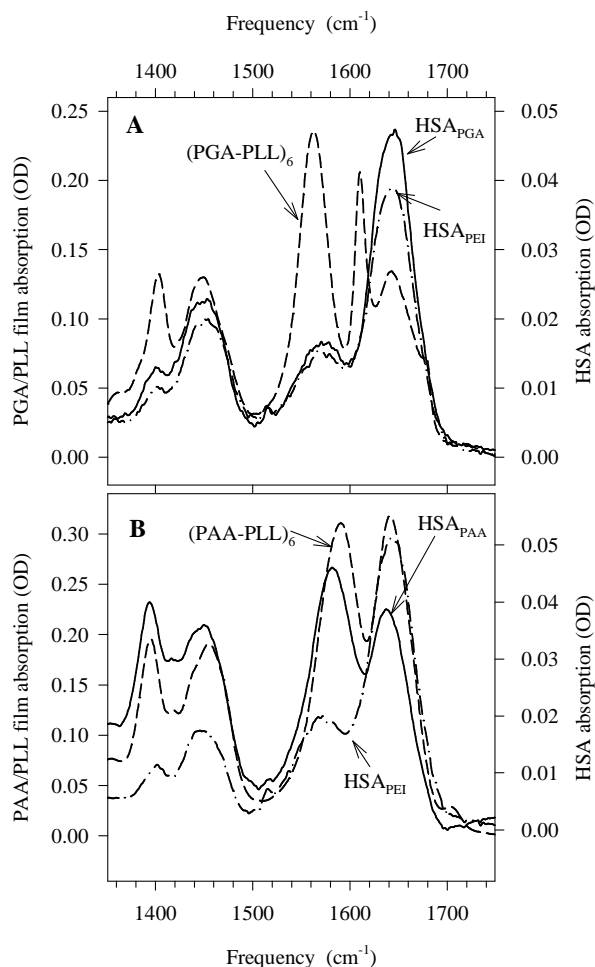 Frequency (cm⁻¹)
1400 1500 1600 1700
A
HSA_PGA
(PGA-PLL)₆
HSA_PEI
PGA/PLL film absorption (OD)
0.25
0.20
0.15
0.10
0.05
0.00
HSA absorption (OD)
0.05
0.04
0.03
0.02
0.01
0.00
B
(PAA-PLL)₆
HSA_PAA
HSA_PEI
PAA/PLL film absorption (OD)
0.30
0.25
0.20
0.15
0.10
0.05
0.00
HSA absorption (OD)
0.05
0.04
0.03
0.02
0.01
0.00
1400 1500 1600 1700
Frequency (cm⁻¹)